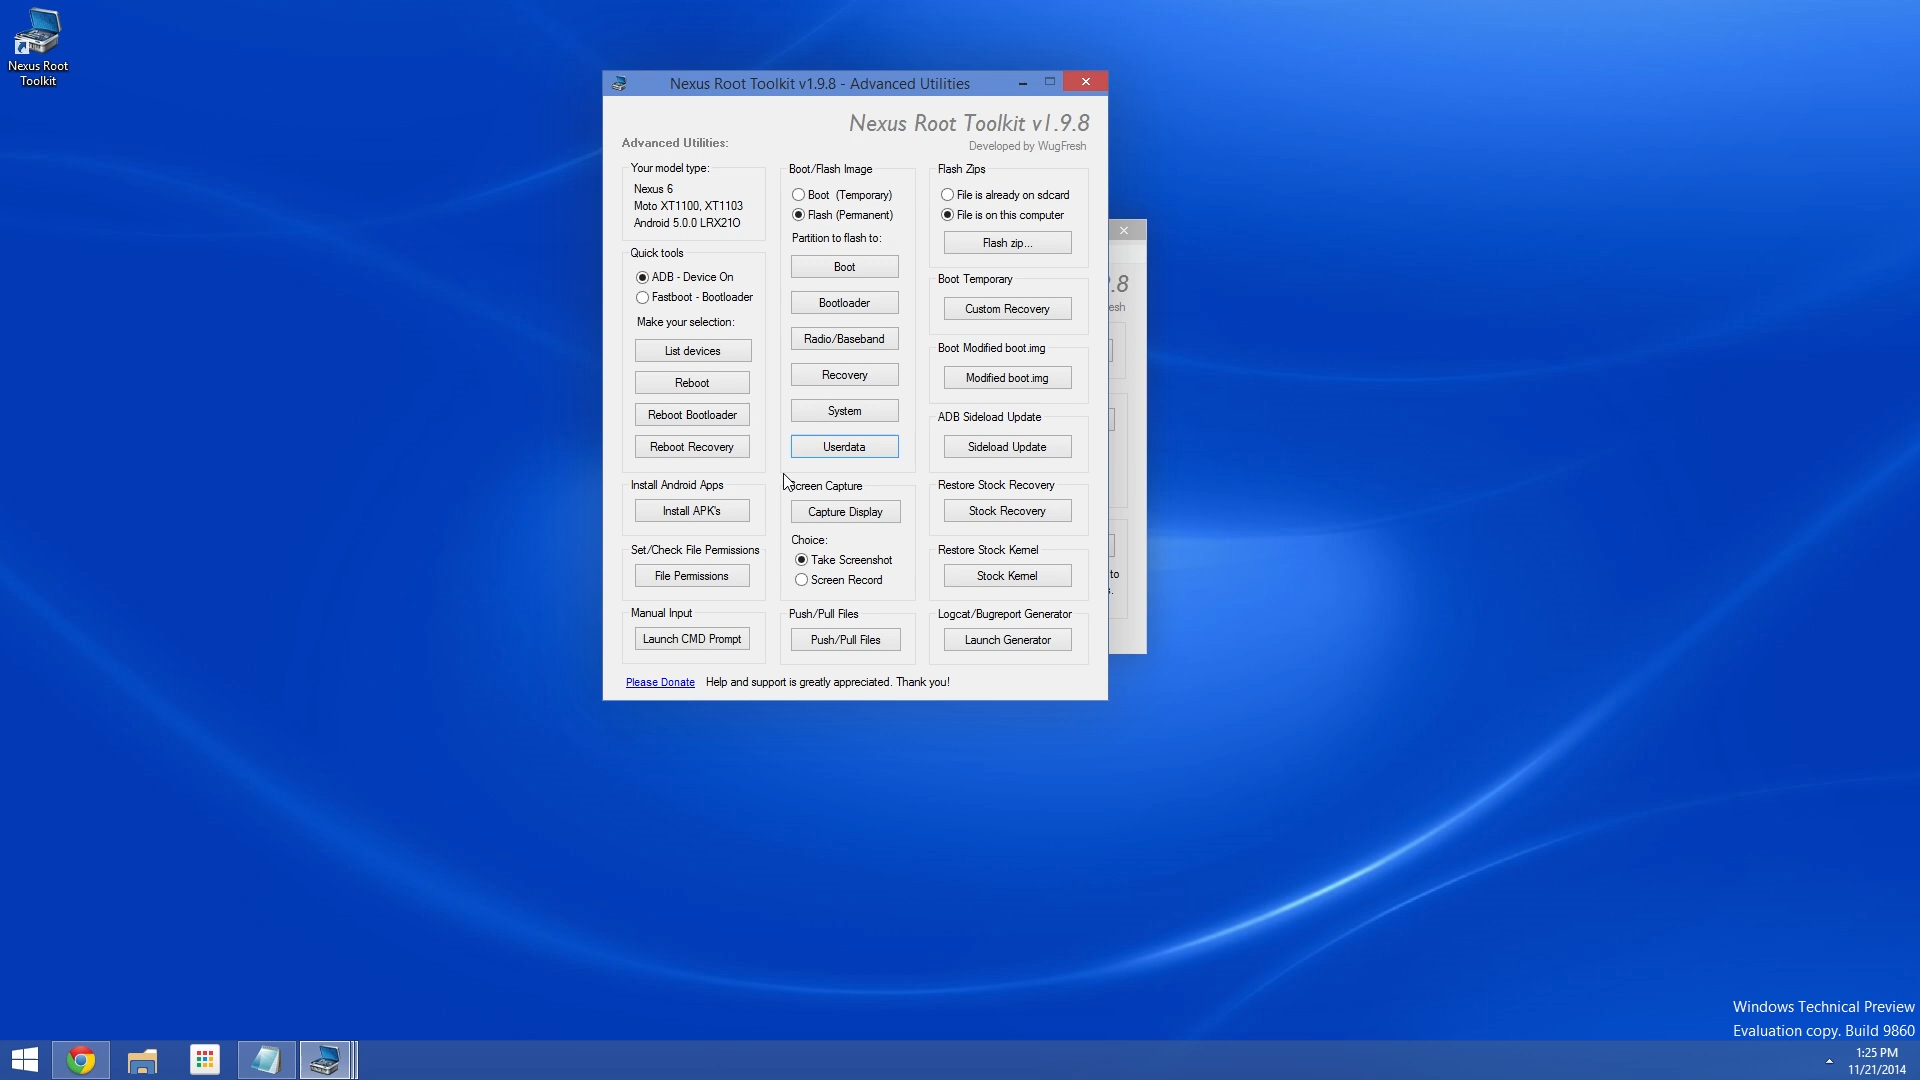 Nexus Root
Toolkit
Nexus Root Toolkit v1.9.8 - Advanced Utilities
Nexus Root Toolkit v1.9.8
Developed by WugFresh
Advanced Utilities:
Your model type:
Nexus 6
Moto XT1100, XT1103
Android 5.0.0 LRX21O
Quick tools
ADB - Device On
Fastboot - Bootloader
Make your selection:
List devices
Reboot
Reboot Bootloader
Reboot Recovery
Install Android Apps
Install APK's
Set/Check File Permissions
File Permissions
Manual Input
Launch CMD Prompt
Boot/Flash Image
Boot (Temporary)
Flash (Permanent)
Partition to flash to:
Boot
Bootloader
Radio/Baseband
Recovery
System
Userdata
Screen Capture
Capture Display
Choice:
Take Screenshot
Screen Record
Push/Pull Files
Push/Pull Files
Flash Zips
File is already on sdcard
File is on this computer
Flash zip...
Boot Temporary
Custom Recovery
Boot Modified boot.img
Modified boot.img
ADB Sideload Update
Sideload Update
Restore Stock Recovery
Stock Recovery
Restore Stock Kernel
Stock Kernel
Logcat/Bugreport Generator
Launch Generator
Please Donate Help and support is greatly appreciated. Thank you!
.8
esh
to
s.
Windows Technical Preview
Evaluation copy. Build 9860
1:25 PM
11/21/2014